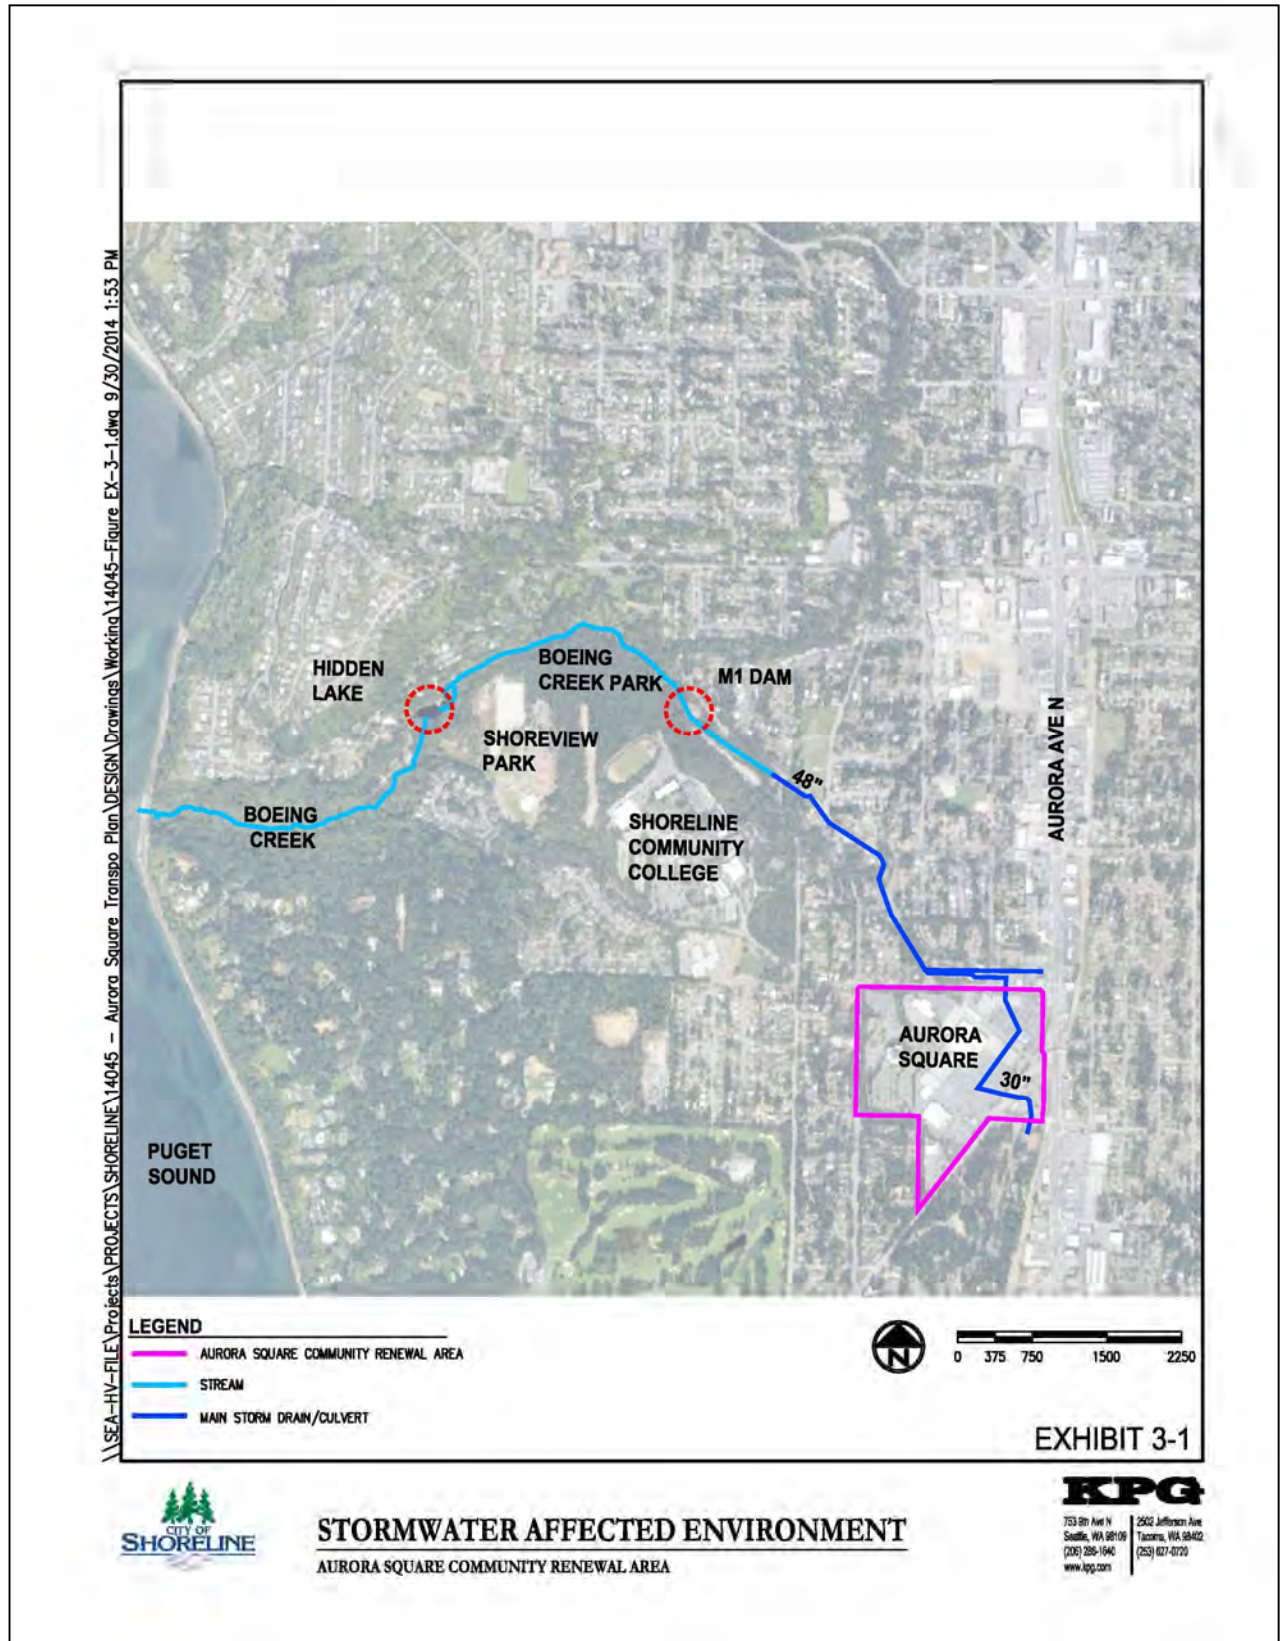 \\SEA-HV-FILE\Projects\PROJECTS\SHORELINE\14045 - Aurora Square Transpo Plan\DESIGN\Drawings\Working\14045-Figure EX-3-1.dwg 9/30/2014 1:53 PM
HIDDEN
LAKE
BOEING
CREEK PARK
M1 DAM
SHOREVIEW
PARK
AURORA AVE N
48"
BOEING
CREEK
SHORELINE
COMMUNITY
COLLEGE
AURORA
SQUARE
30"
PUGET
SOUND
LEGEND
AURORA SQUARE COMMUNITY RENEWAL AREA
STREAM
MAIN STORM DRAIN/CULVERT
N
0 375 750 1500 2250
EXHIBIT 3-1
CITY OF
SHORELINE
STORMWATER AFFECTED ENVIRONMENT
AURORA SQUARE COMMUNITY RENEWAL AREA
KPG
753 9th Ave N
Seattle, WA 98109
(206) 286-1640
www.kpg.com
2502 Jefferson Ave
Tacoma, WA 98402
(253) 627-0720